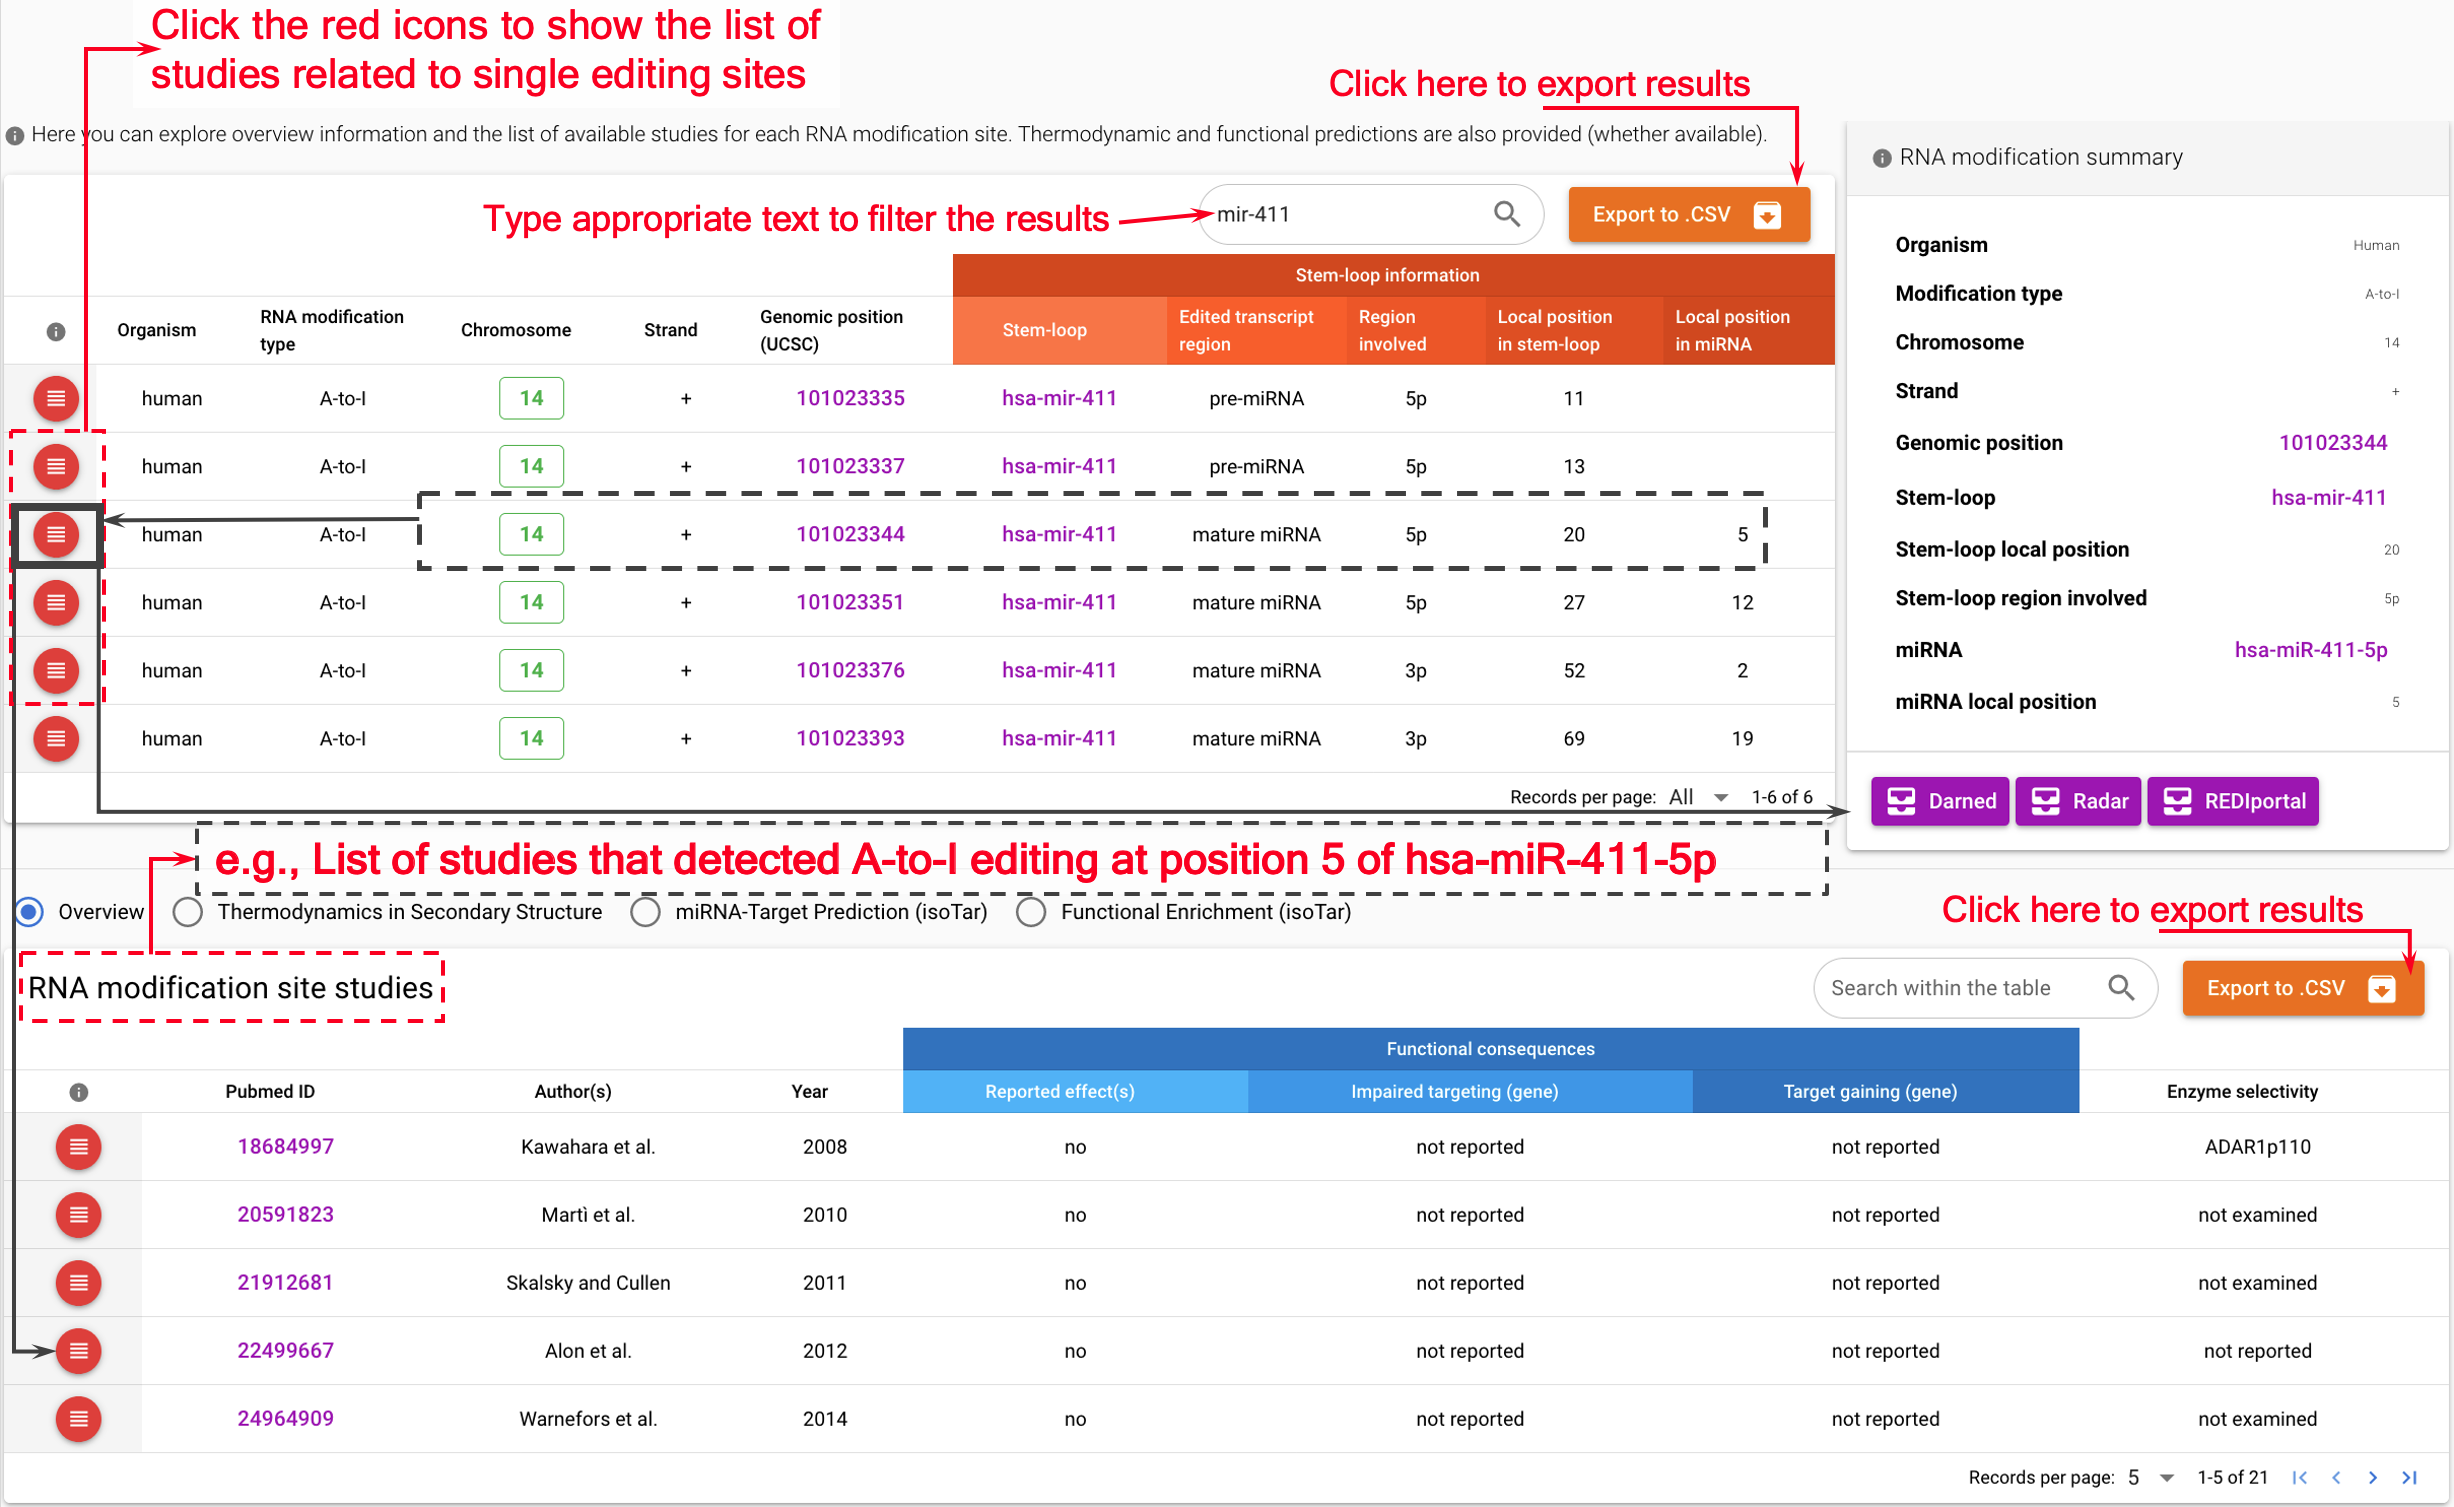 Click the red icons to show the list of
studies related to single editing sites
Click here to export results
Here you can explore overview information and the list of available studies for each RNA modification site. Thermodynamic and functional predictions are also provided (whether available).
Type appropriate text to filter the results
mir-411
Export to .CSV
Stem-loop information
Organism
RNA modification
type
Chromosome
Strand
Genomic position
(UCSC)
Stem-loop
Edited transcript
region
Region
involved
Local position
in stem-loop
Local position
in miRNA
human A-to-I 14 + 101023335 hsa-mir-411 pre-miRNA 5p 11
human A-to-I 14 + 101023337 hsa-mir-411 pre-miRNA 5p 13
human A-to-I 14 + 101023344 hsa-mir-411 mature miRNA 5p 20 5
human A-to-I 14 + 101023351 hsa-mir-411 mature miRNA 5p 27 12
human A-to-I 14 + 101023376 hsa-mir-411 mature miRNA 3p 52 2
human A-to-I 14 + 101023393 hsa-mir-411 mature miRNA 3p 69 19
Records per page: All 1-6 of 6
RNA modification summary
Organism Human
Modification type A-to-I
Chromosome 14
Strand +
Genomic position 101023344
Stem-loop hsa-mir-411
Stem-loop local position 20
Stem-loop region involved 5p
miRNA hsa-miR-411-5p
miRNA local position 5
Darned Radar REDIportal
e.g., List of studies that detected A-to-I editing at position 5 of hsa-miR-411-5p
Overview Thermodynamics in Secondary Structure miRNA-Target Prediction (isoTar) Functional Enrichment (isoTar)
Click here to export results
RNA modification site studies
Search within the table
Export to .CSV
Functional consequences
Pubmed ID Author(s) Year Reported effect(s) Impaired targeting (gene) Target gaining (gene) Enzyme selectivity
18684997 Kawahara et al. 2008 no not reported not reported ADAR1p110
20591823 Martì et al. 2010 no not reported not reported not examined
21912681 Skalsky and Cullen 2011 no not reported not reported not examined
22499667 Alon et al. 2012 no not reported not reported not reported
24964909 Warnefors et al. 2014 no not reported not reported not examined
Records per page: 5 1-5 of 21